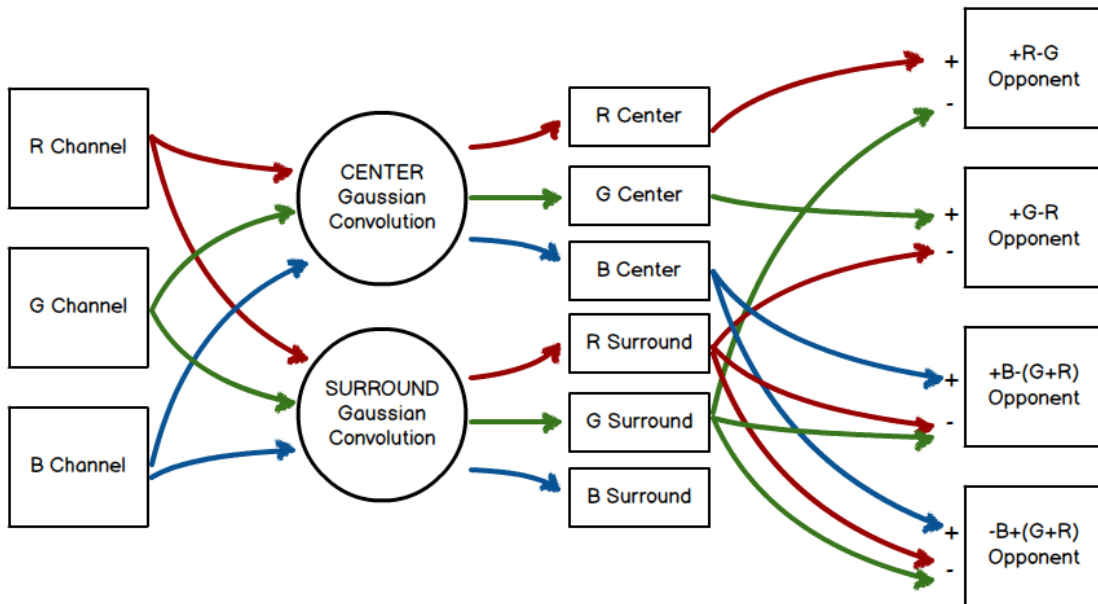 R Channel
G Channel
B Channel
CENTER
Gaussian
Convolution
SURROUND
Gaussian
Convolution
R Center
G Center
B Center
R Surround
G Surround
B Surround
+
-
+R-G
Opponent
+
-
+G-R
Opponent
+
-
+B-(G+R)
Opponent
+
-
-B+(G+R)
Opponent